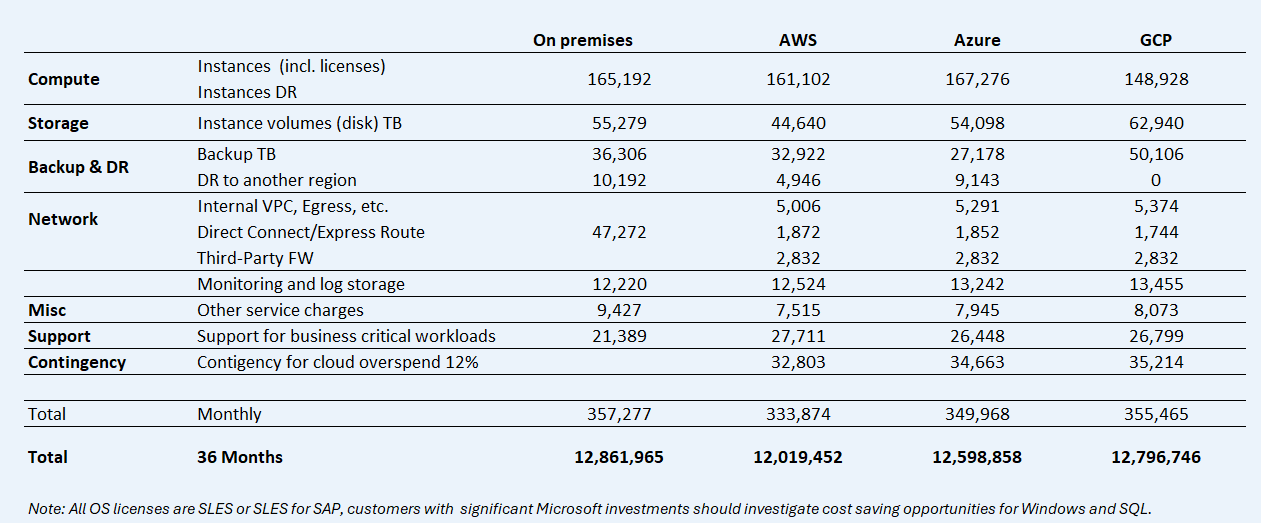 On premises AWS Azure GCP
Compute Instances (incl. licenses) 165,192 161,102 167,276 148,928
Instances DR
Storage Instance volumes (disk) TB 55,279 44,640 54,098 62,940
Backup & DR Backup TB 36,306 32,922 27,178 50,106
DR to another region 10,192 4,946 9,143 0
Network Internal VPC, Egress, etc. 5,006 5,291 5,374
Direct Connect/Express Route 47,272 1,872 1,852 1,744
Third-Party FW 2,832 2,832 2,832
Monitoring and log storage 12,220 12,524 13,242 13,455
Misc Other service charges 9,427 7,515 7,945 8,073
Support Support for business critical workloads 21,389 27,711 26,448 26,799
Contingency Contigency for cloud overspend 12% 32,803 34,663 35,214
Total Monthly 357,277 333,874 349,968 355,465
Total 36 Months 12,861,965 12,019,452 12,598,858 12,796,746
Note: All OS licenses are SLES or SLES for SAP, customers with significant Microsoft investments should investigate cost saving opportunities for Windows and SQL.